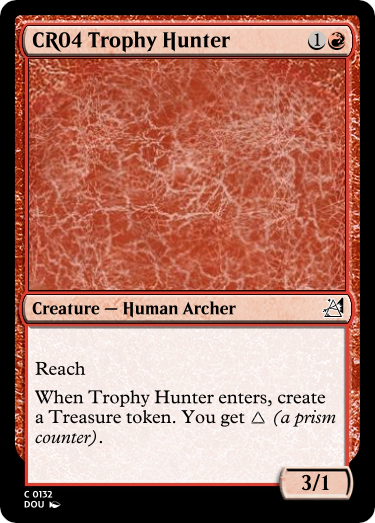 CR04 Trophy Hunter 1
Creature — Human Archer
Reach
When Trophy Hunter enters, create
a Treasure token. You get △ (a prism
counter).
3/1
C 0132
DOU